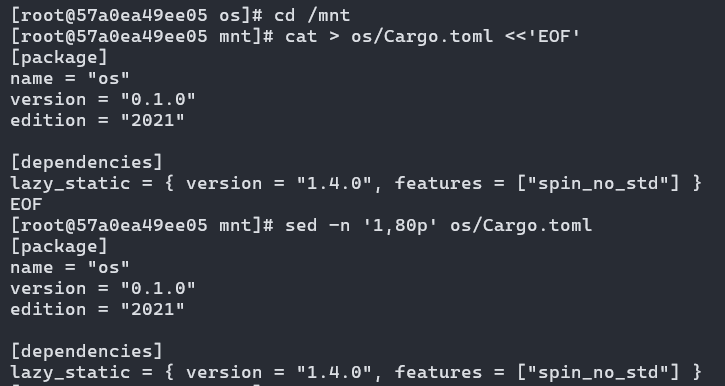 [root@57a0ea49ee05 os]# cd /mnt
[root@57a0ea49ee05 mnt]# cat > os/Cargo.toml <<'EOF'
[package]
name = "os"
version = "0.1.0"
edition = "2021"

[dependencies]
lazy_static = { version = "1.4.0", features = ["spin_no_std"] }
EOF
[root@57a0ea49ee05 mnt]# sed -n '1,80p' os/Cargo.toml
[package]
name = "os"
version = "0.1.0"
edition = "2021"

[dependencies]
lazy_static = { version = "1.4.0", features = ["spin_no_std"] }